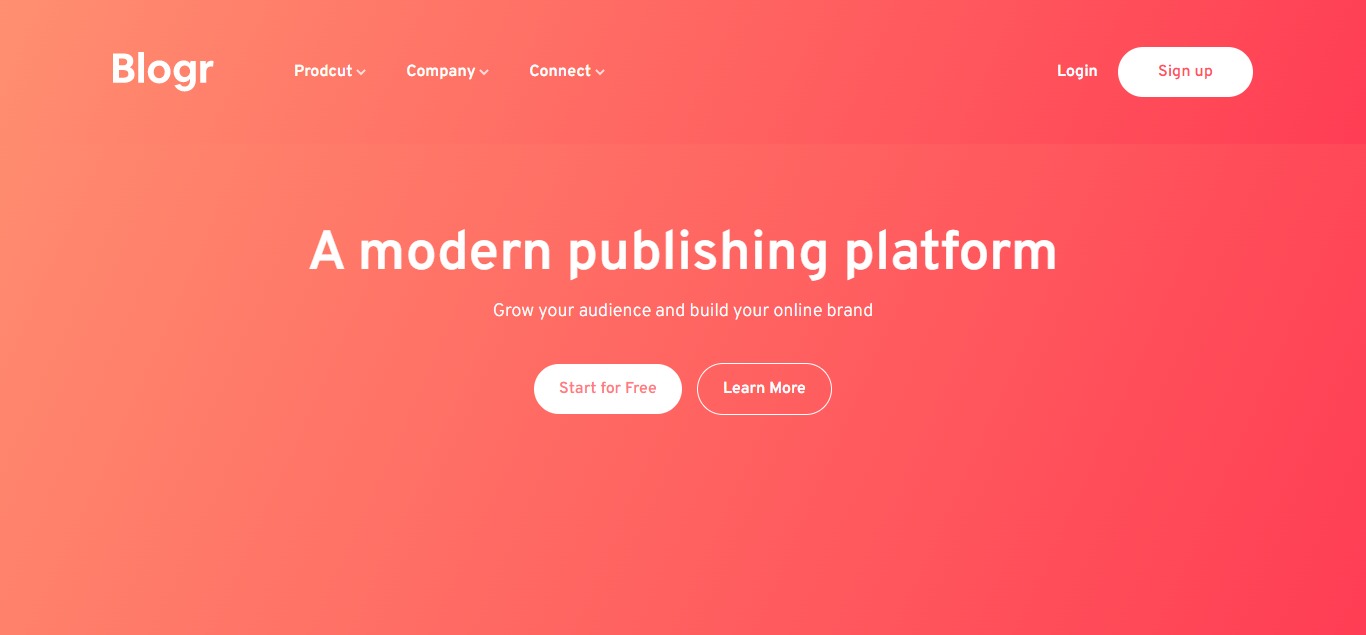 Blogr Prodcut Company Connect Login Sign up
A modern publishing platform
Grow your audience and build your online brand
Start for Free Learn More